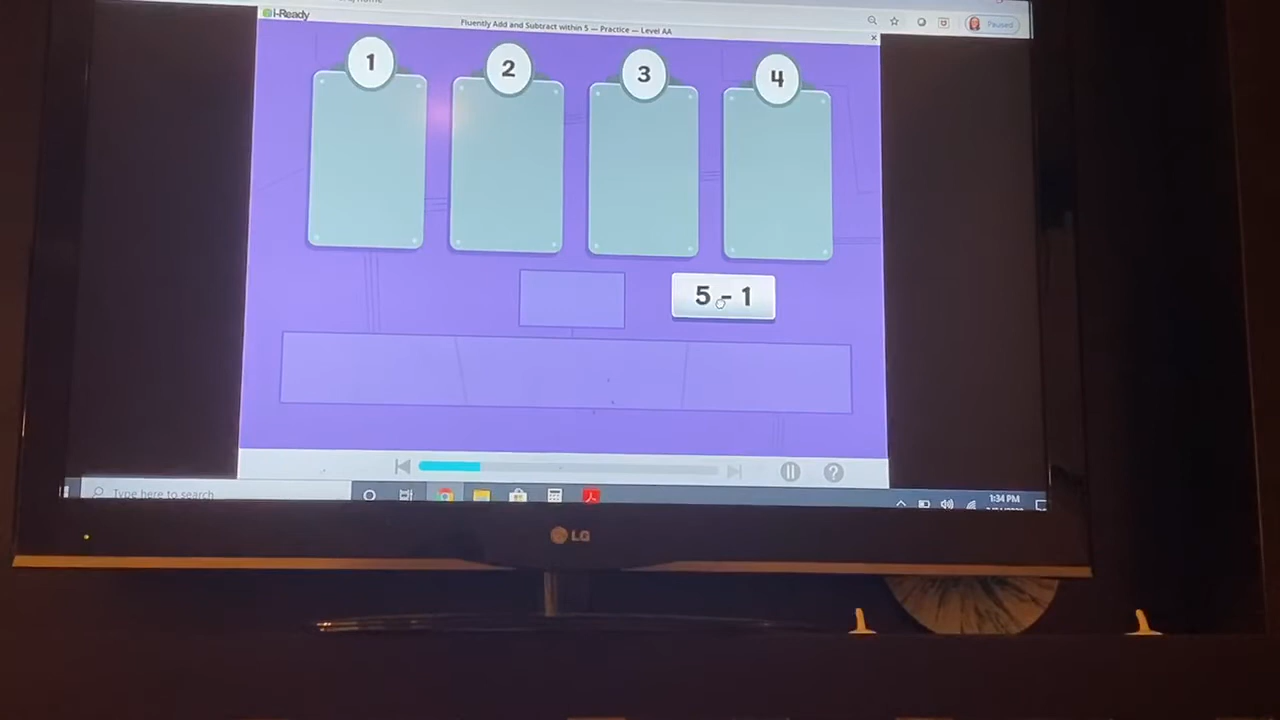 i-Ready
Fluently Add and Subtract within 5 — Practice — Level AA
Paused
1
2
3
4
5 - 1
?
Type here to search
1:34 PM
LG